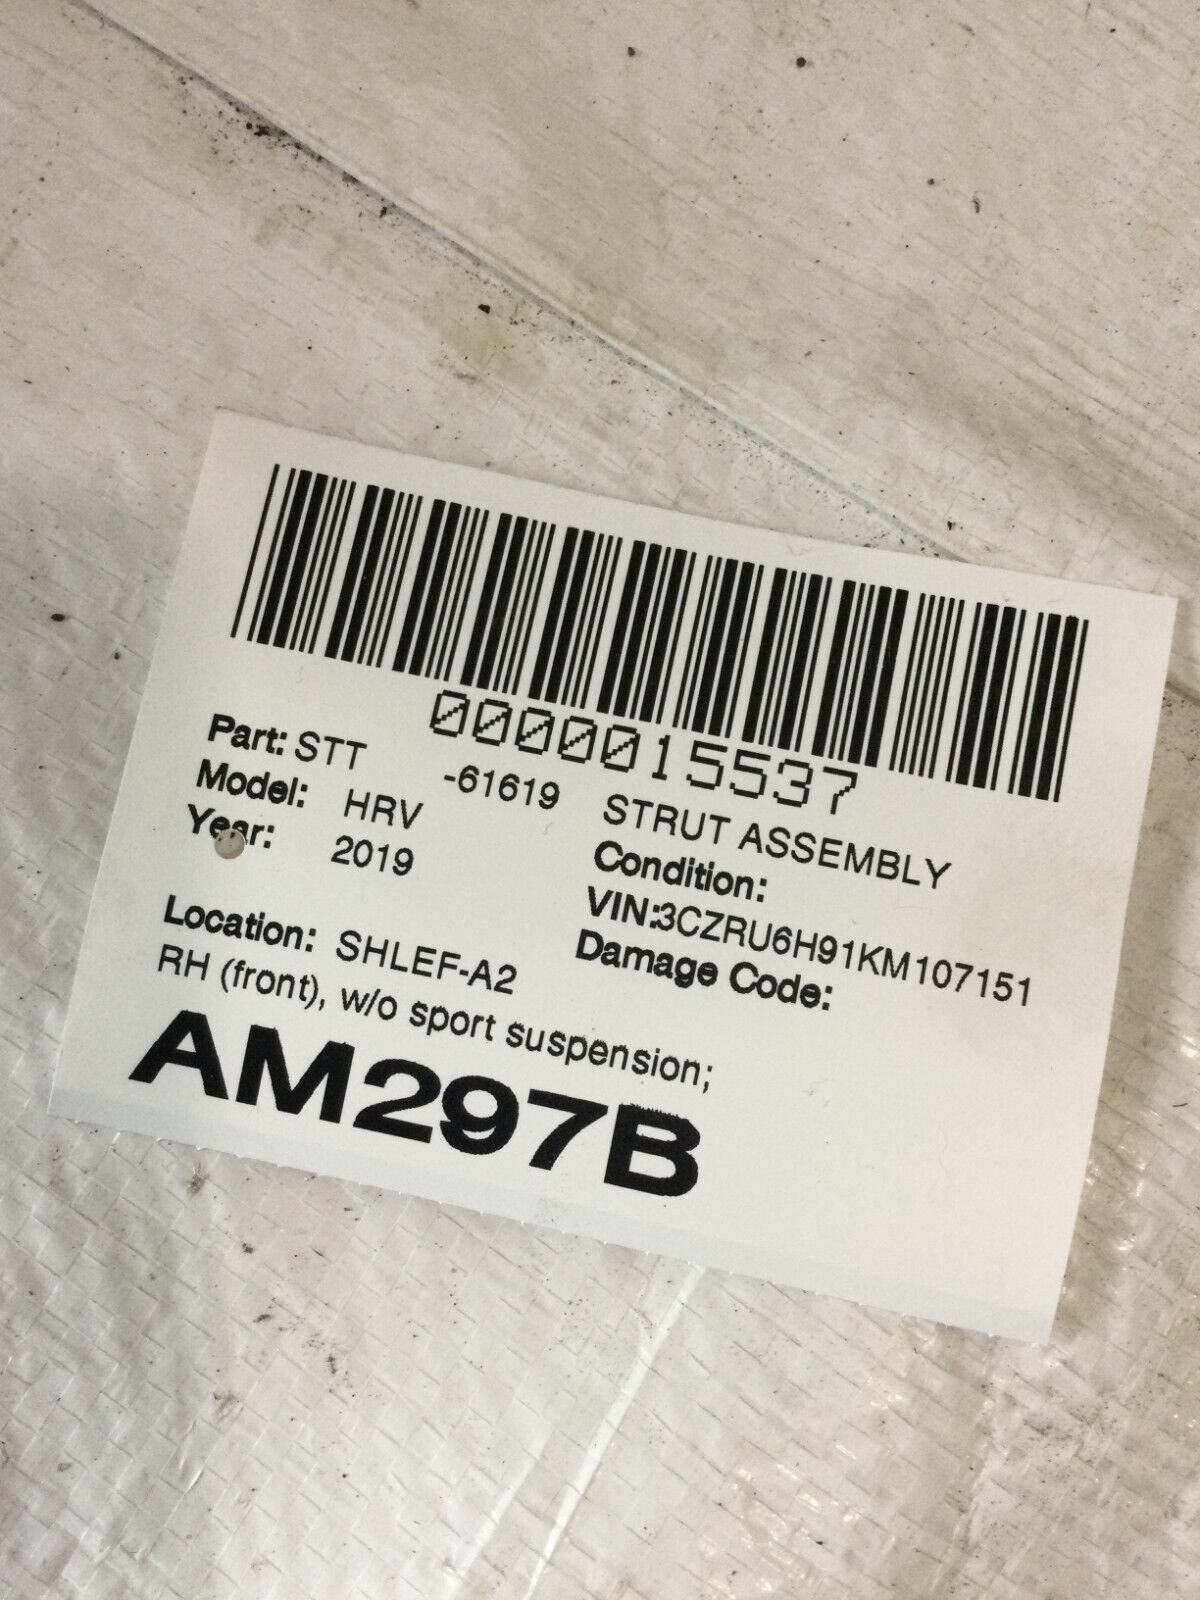 0000015537
Part: STT -61619 STRUT ASSEMBLY
Model: HRV Condition:
Year: 2019 VIN:3CZRU6H91KM107151
Damage Code:
Location: SHLEF-A2
RH (front), w/o sport suspension;
AM297B